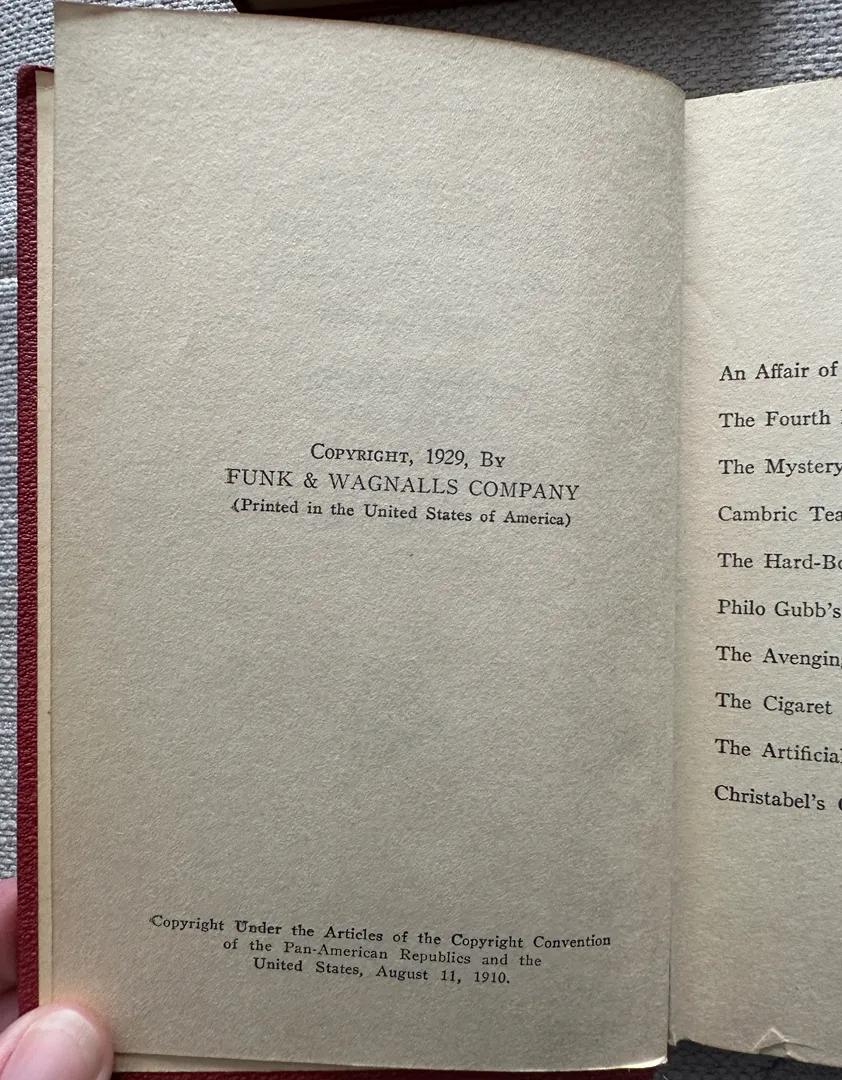 COPYRIGHT, 1929, BY
FUNK & WAGNALLS COMPANY
(Printed in the United States of America)
Copyright Under the Articles of the Copyright Convention
of the Pan-American Republics and the
United States, August 11, 1910.
An Affair of
The Fourth
The Mystery
Cambric Tea
The Hard-Bo
Philo Gubb's
The Avenging
The Cigaret
The Artificial
Christabel's